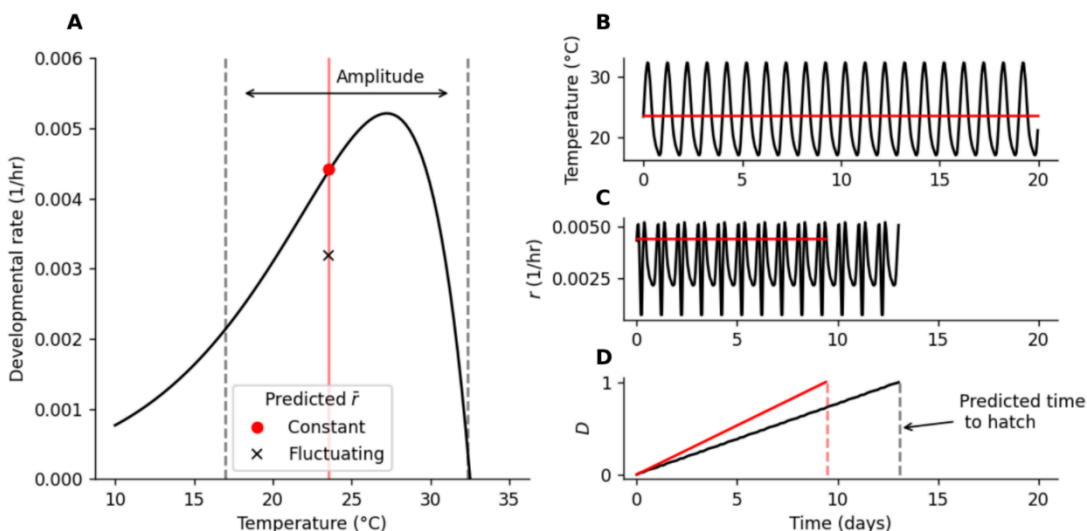 A
0.006
0.005
0.004
0.003
0.002
0.001
0.000
Developmental rate (1/hr)
Amplitude
Predicted r̄
Constant
Fluctuating
10 15 20 25 30 35
Temperature (°C)
B
30
20
Temperature (°C)
0 5 10 15 20
C
0.0050
0.0025
r (1/hr)
0 5 10 15 20
D
1
0
D
Predicted time
to hatch
0 5 10 15 20
Time (days)